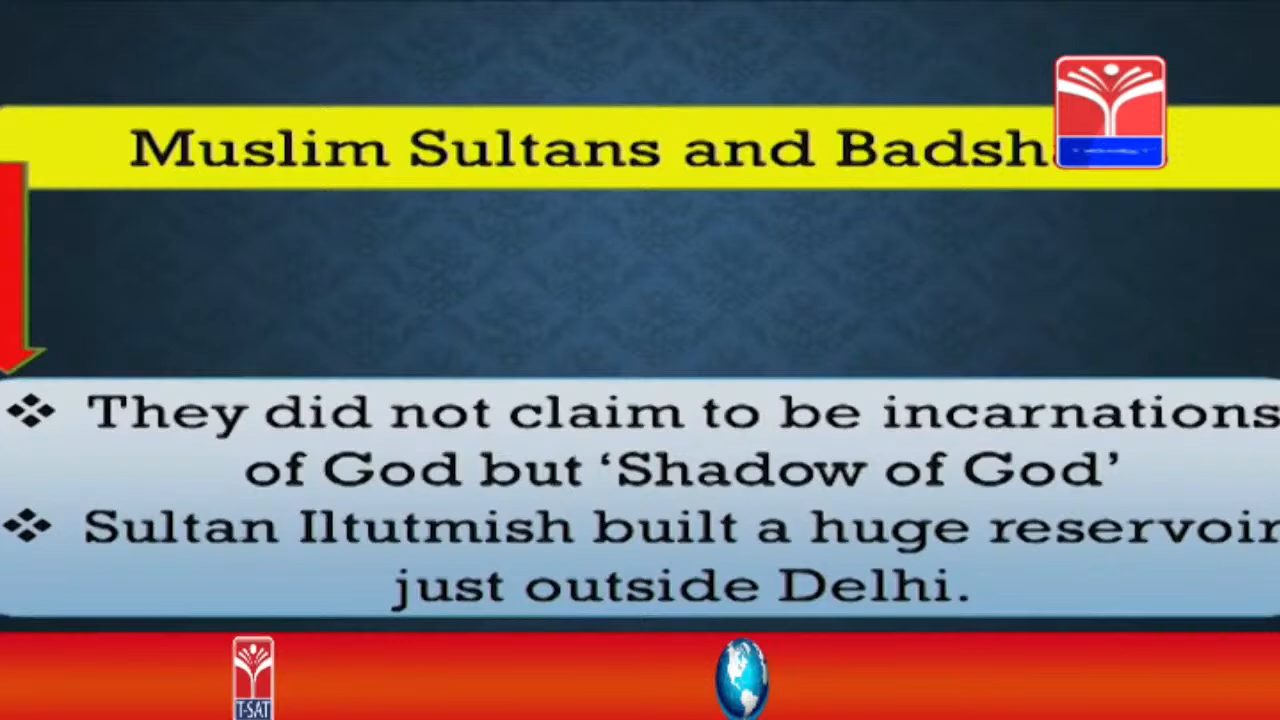 Muslim Sultans and
❖ They did not claim to be incarnations
of God but ‘Shadow of God’
❖ Sultan Iltutmish built a huge reservoir
just outside Delhi.
T-SAT